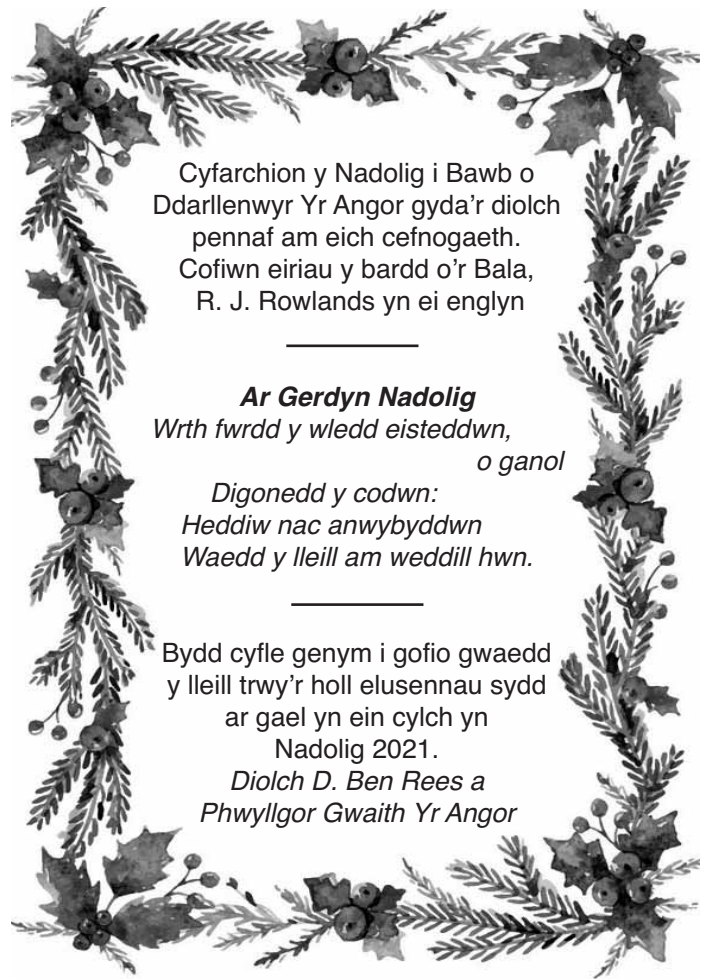 Cyfarchion y Nadolig i Bawb o
Ddarllenwyr Yr Angor gyda'r diolch
pennaf am eich cefnogaeth.
Cofiwn eiriau y bardd o'r Bala,
R. J. Rowlands yn ei englyn
Ar Gerdyn Nadolig
Wrth fwrdd y wledd eisteddwn,
o ganol
Digonedd y codwn:
Heddiw nac anwybyddwn
Waedd y lleill am weddill hwn.
Bydd cyfle genym i gofio gwaedd
y lleill trwy'r holl elusennau sydd
ar gael yn ein cylch yn
Nadolig 2021.
Diolch D. Ben Rees a
Phwyllgor Gwaith Yr Angor